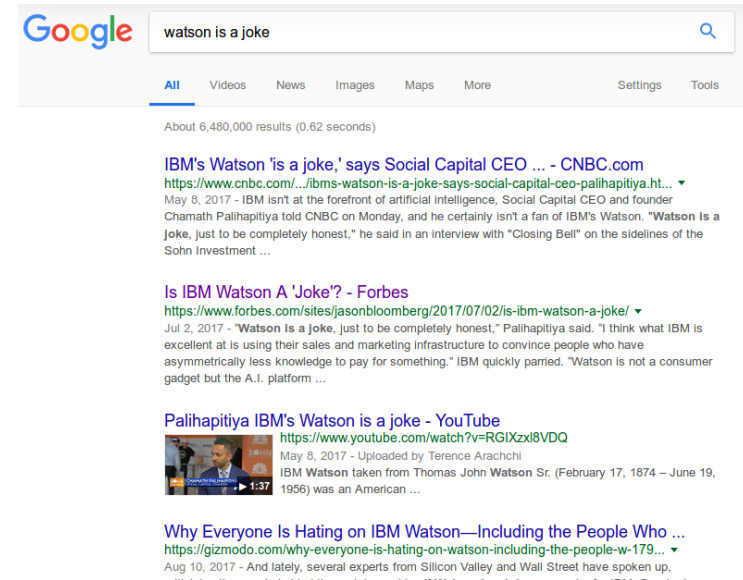 Google
watson is a joke
All Videos News Images Maps More Settings Tools
About 6,480,000 results (0.62 seconds)
IBM's Watson 'is a joke,' says Social Capital CEO ... - CNBC.com
https://www.cnbc.com/.../ibms-watson-is-a-joke-says-social-capital-ceo-palihapitiya.ht...
May 8, 2017 - IBM isn't at the forefront of artificial intelligence, Social Capital CEO and founder
Chamath Palihapitiya told CNBC on Monday, and he certainly isn't a fan of IBM's Watson. "Watson is a
joke, just to be completely honest," he said in an interview with "Closing Bell" on the sidelines of the
Sohn Investment ...
Is IBM Watson A 'Joke'? - Forbes
https://www.forbes.com/sites/jasonbloomberg/2017/07/02/is-ibm-watson-a-joke/
Jul 2, 2017 - “Watson is a joke, just to be completely honest,” Palihapitiya said. “I think what IBM is
excellent at is using their sales and marketing infrastructure to convince people who have
asymmetrically less knowledge to pay for something.” IBM quickly parried. “Watson is not a consumer
gadget but the A.I. platform ...
Palihapitiya IBM's Watson is a joke - YouTube
https://www.youtube.com/watch?v=RGIXzxl8VDQ
May 8, 2017 - Uploaded by Terence Arachchi
IBM Watson taken from Thomas John Watson Sr. (February 17, 1874 – June 19,
1956) was an American ...
CHAMATH PALIHAPITIYA
1:37
Why Everyone Is Hating on IBM Watson—Including the People Who ...
https://gizmodo.com/why-everyone-is-hating-on-watson-including-the-people-w-179...
Aug 10, 2017 - And lately, several experts from Silicon Valley and Wall Street have spoken up,